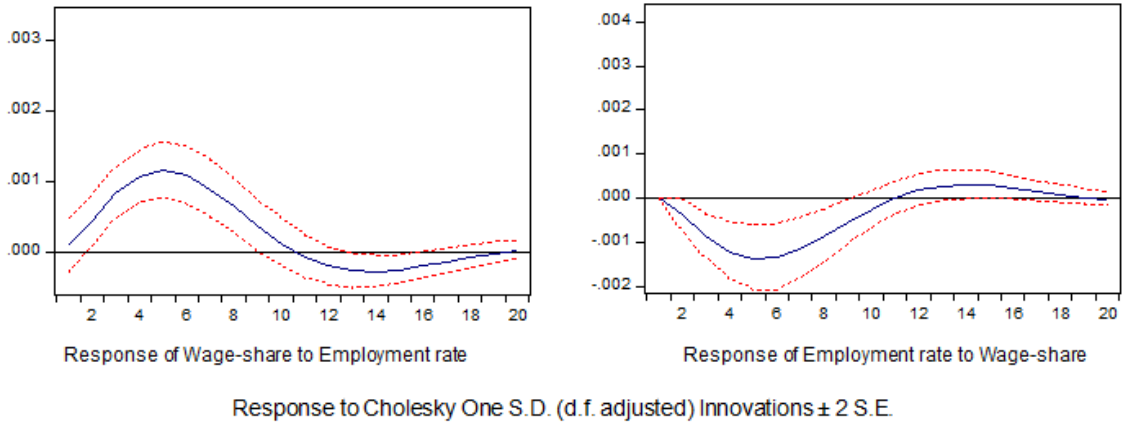 .003
.002
.001
.000
2 4 6 8 10 12 14 16 18 20
Response of Wage-share to Employment rate
.004
.002
.001
.000
-.001
-.002
2 4 6 8 10 12 14 16 18 20
Response of Employment rate to Wage-share
Response to Cholesky One S.D. (d.f. adjusted) Innovations ± 2 S.E.